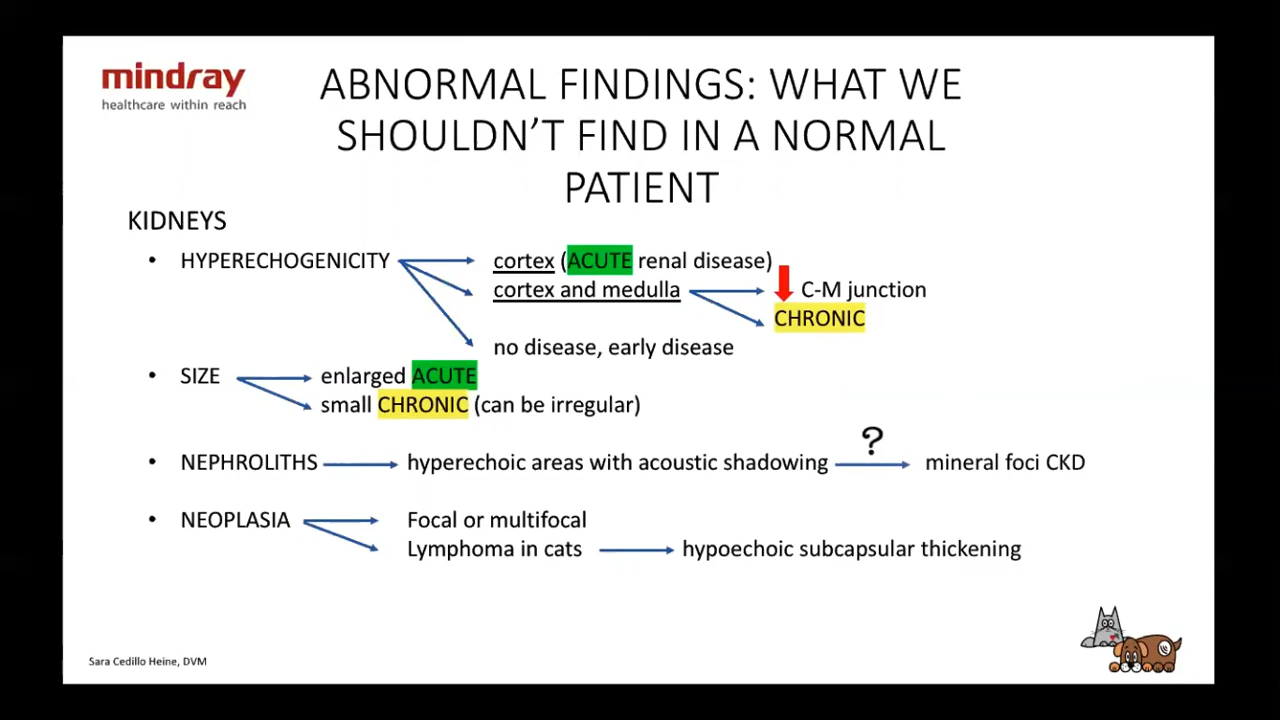 mindray
healthcare within reach
ABNORMAL FINDINGS: WHAT WE
SHOULDN'T FIND IN A NORMAL
PATIENT
KIDNEYS
• HYPERECHOGENICITY cortex (ACUTE renal disease)
cortex and medulla C-M junction
CHRONIC
no disease, early disease
• SIZE enlarged ACUTE
small CHRONIC (can be irregular)
?
• NEPHROLITHS hyperechoic areas with acoustic shadowing mineral foci CKD
• NEOPLASIA Focal or multifocal
Lymphoma in cats hypoechoic subcapsular thickening
Sara Cedillo Heine, DVM